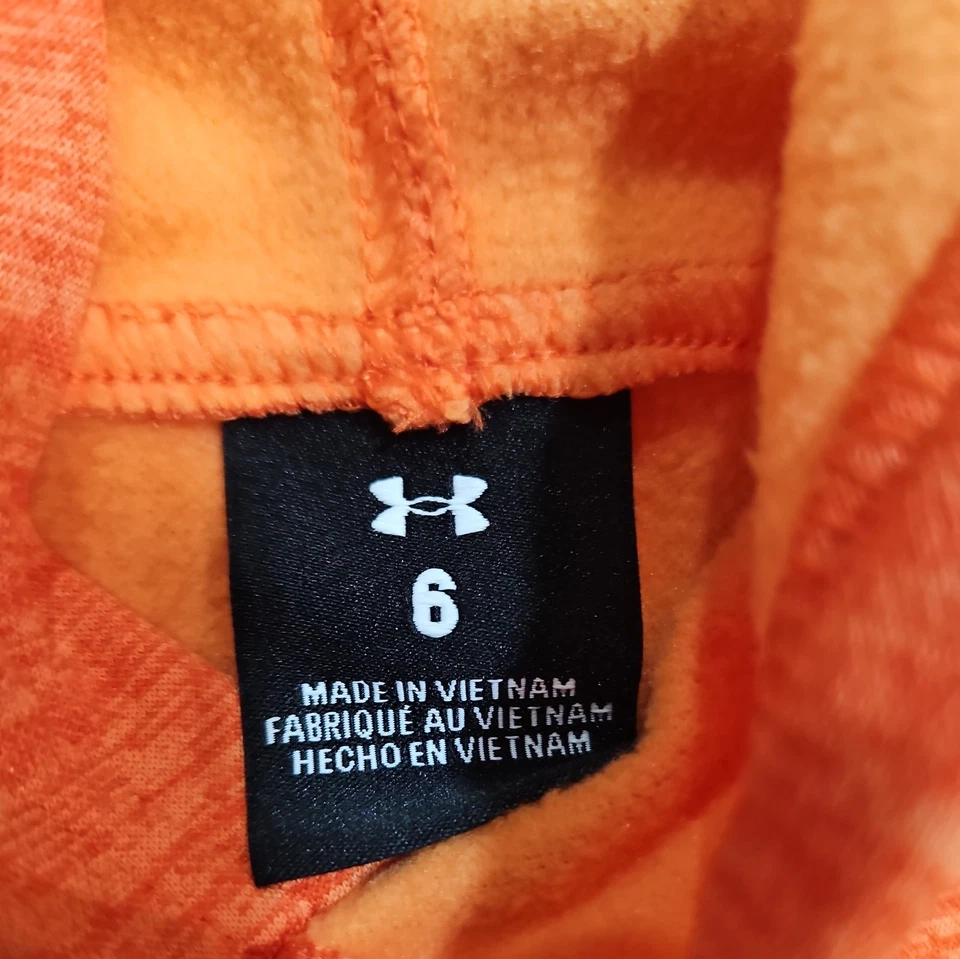 6
MADE IN VIETNAM
FABRIQUÉ AU VIETNAM
HECHO EN VIETNAM